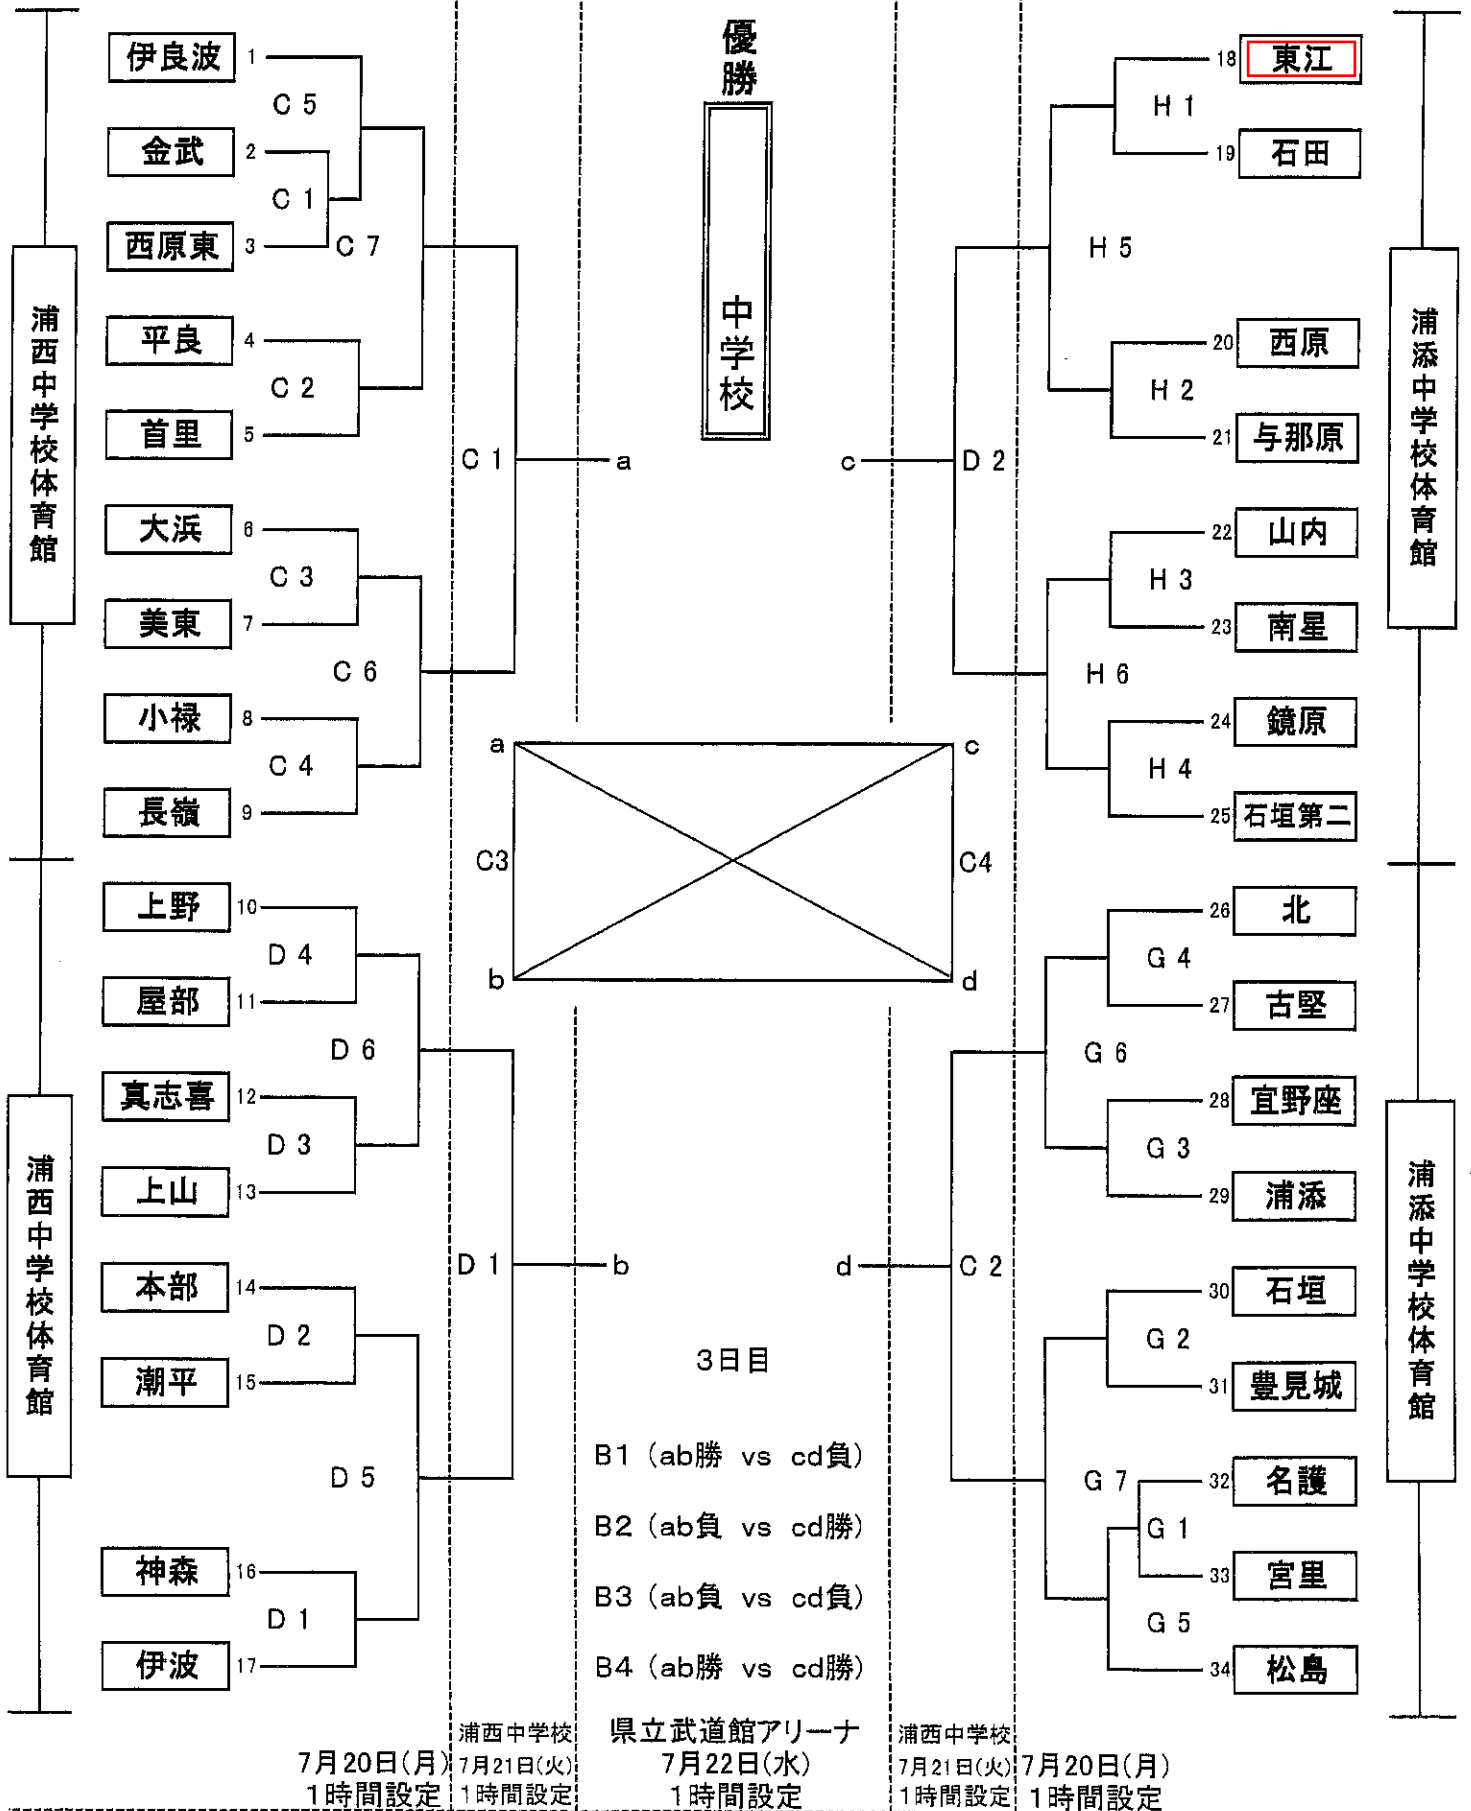 優勝
中学校
浦西中学校体育館
伊良波 1
C 5
金武 2
C 1
西原東 3
C 7
平良 4
C 2
首里 5
C 1
a
大浜 6
C 3
美東 7
C 6
小禄 8
C 4
長嶺 9
浦西中学校体育館
上野 10
D 4
屋部 11
D 6
真志喜 12
D 3
上山 13
D 1
b
本部 14
D 2
潮平 15
D 5
神森 16
D 1
伊波 17
a
c
C3
C4
b
d
浦添中学校体育館
18 東江
H 1
19 石田
H 5
20 西原
H 2
21 与那原
c
D 2
22 山内
H 3
23 南星
H 6
24 鏡原
H 4
25 石垣第二
浦添中学校体育館
26 北
G 4
27 古堅
G 6
28 宜野座
G 3
29 浦添
d
C 2
30 石垣
G 2
31 豊見城
G 7
32 名護
G 1
33 宮里
G 5
34 松島
3日目
B1 (ab勝 vs cd負)
B2 (ab負 vs cd勝)
B3 (ab負 vs cd負)
B4 (ab勝 vs cd勝)
7月20日(月)
1時間設定
浦西中学校
7月21日(火)
1時間設定
県立武道館アリーナ
7月22日(水)
1時間設定
浦西中学校
7月21日(火)
1時間設定
7月20日(月)
1時間設定